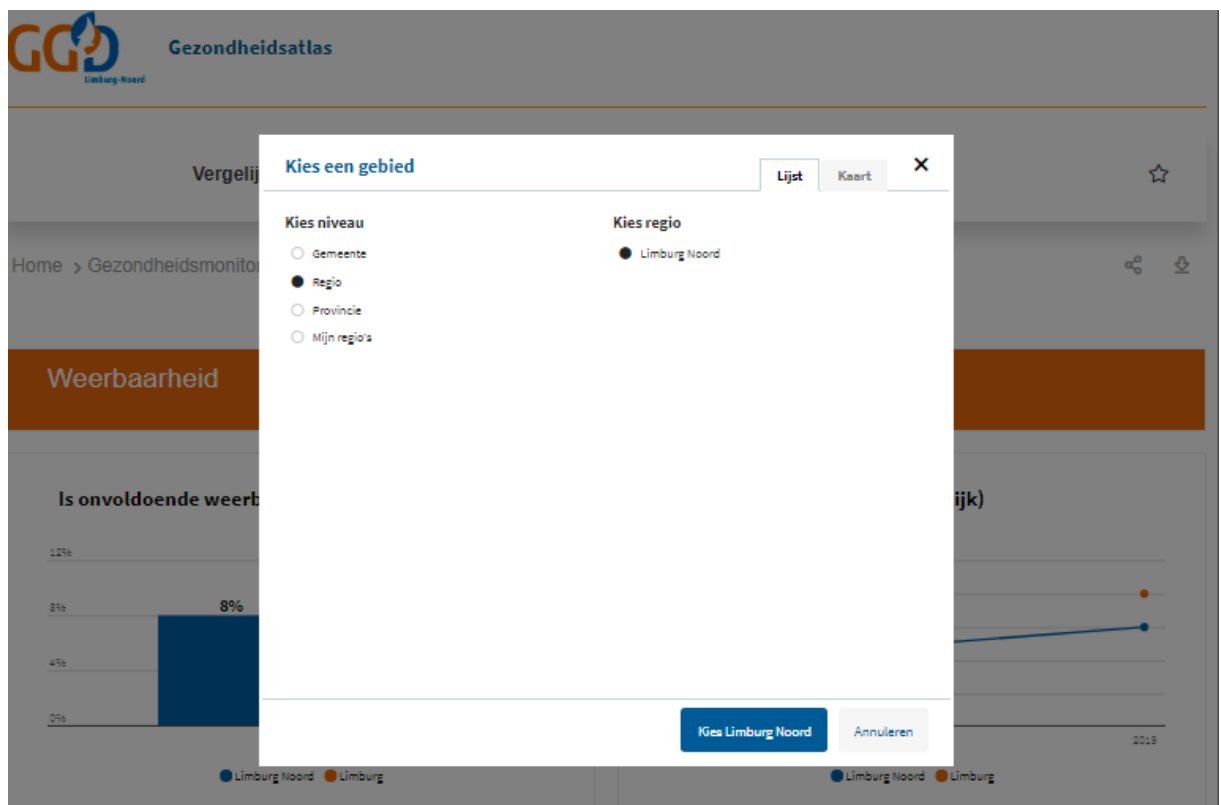 GGD
Limburg-Noord
Gezondheidsatlas
Vergelij
Kies een gebied
Lijst
Kaart
Kies niveau
Kies regio
Gemeente
Limburg Noord
Regio
Provincie
Mijn regio's
Home > Gezondheidsmonito
Weerbaarheid
Is onvoldoende weerb
ijk)
12%
8%
8%
4%
0%
Kies Limburg Noord
Annuleren
2019
Limburg Noord Limburg
Limburg Noord Limburg